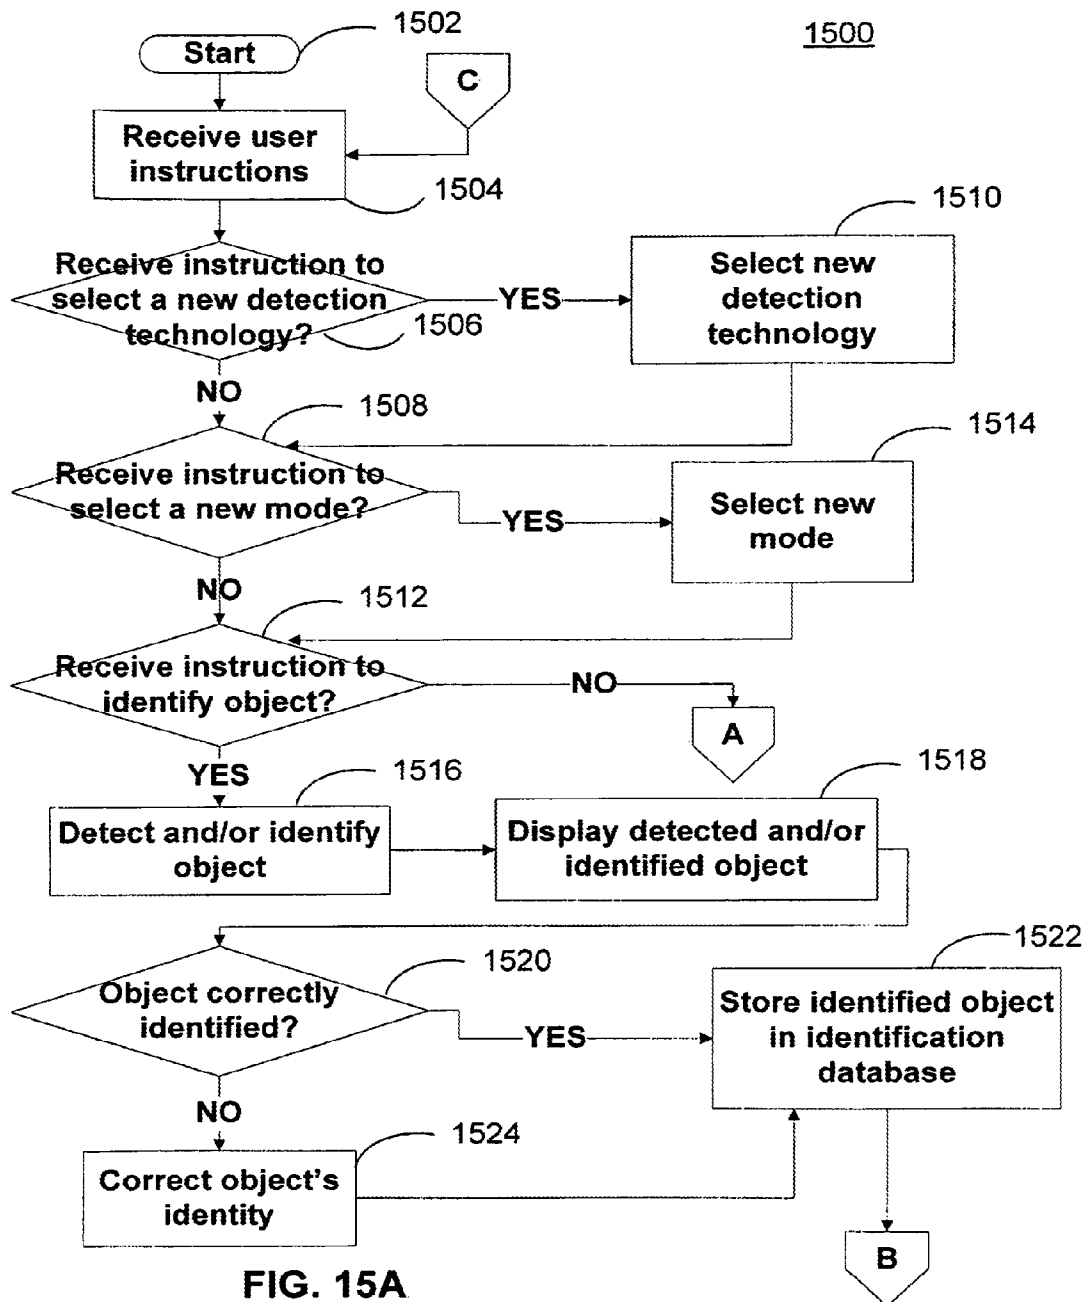 1502
1500
Start
C
Receive user
instructions
1504
1510
Receive instruction to
select a new detection
technology?
1506
YES
Select new
detection
technology
NO
1508
1514
Receive instruction to
select a new mode?
YES
Select new
mode
NO
1512
Receive instruction to
identify object?
NO
A
YES
1516
1518
Detect and/or identify
object
Display detected and/or
identified object
1520
1522
Object correctly
identified?
YES
Store identified object
in identification
database
NO
1524
Correct object's
identity
B
FIG. 15A